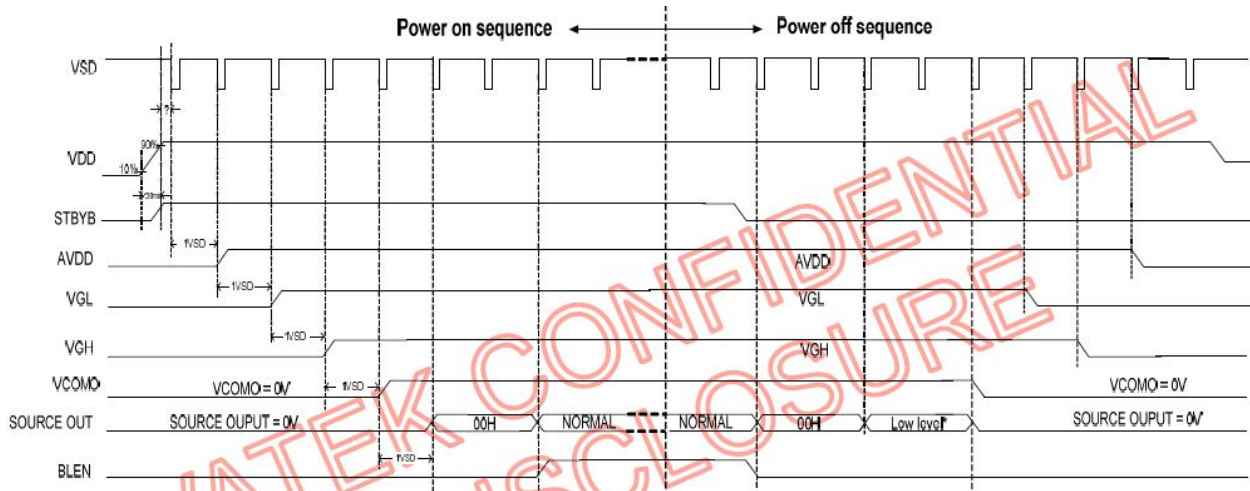 Power on sequence Power off sequence
VSD
90%
VDD
10%
STBYB
1VSD
AVDD AVDD
1VSD
VGL VGL
1VSD
VGH VGH
VCOMO VCOMO = 0V 1VSD VCOMO = 0V
SOURCE OUT SOURCE OUPUT = 0V 00H NORMAL NORMAL 00H Low level* SOURCE OUPUT = 0V
1VSD
BLEN
CONFIDENTIAL